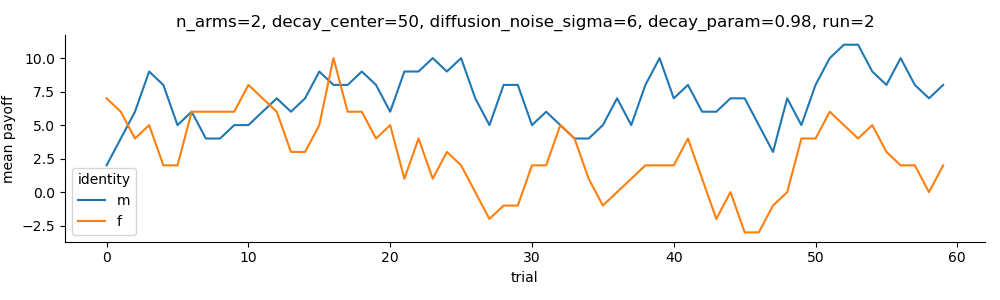 n_arms=2, decay_center=50, diffusion_noise_sigma=6, decay_param=0.98, run=2
mean payoff
10.0
7.5
5.0
2.5
0.0
−2.5
identity
m
f
0 10 20 30 40 50 60
trial